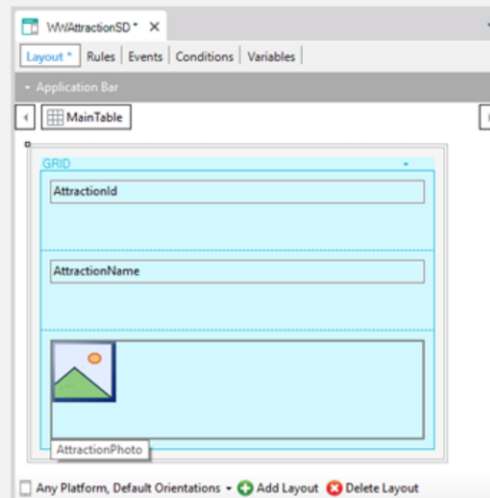 WWAttractionSD *
Layout * Rules Events Conditions Variables
Application Bar
MainTable
GRID
AttractionId
AttractionName
AttractionPhoto
Any Platform, Default Orientations Add Layout Delete Layout